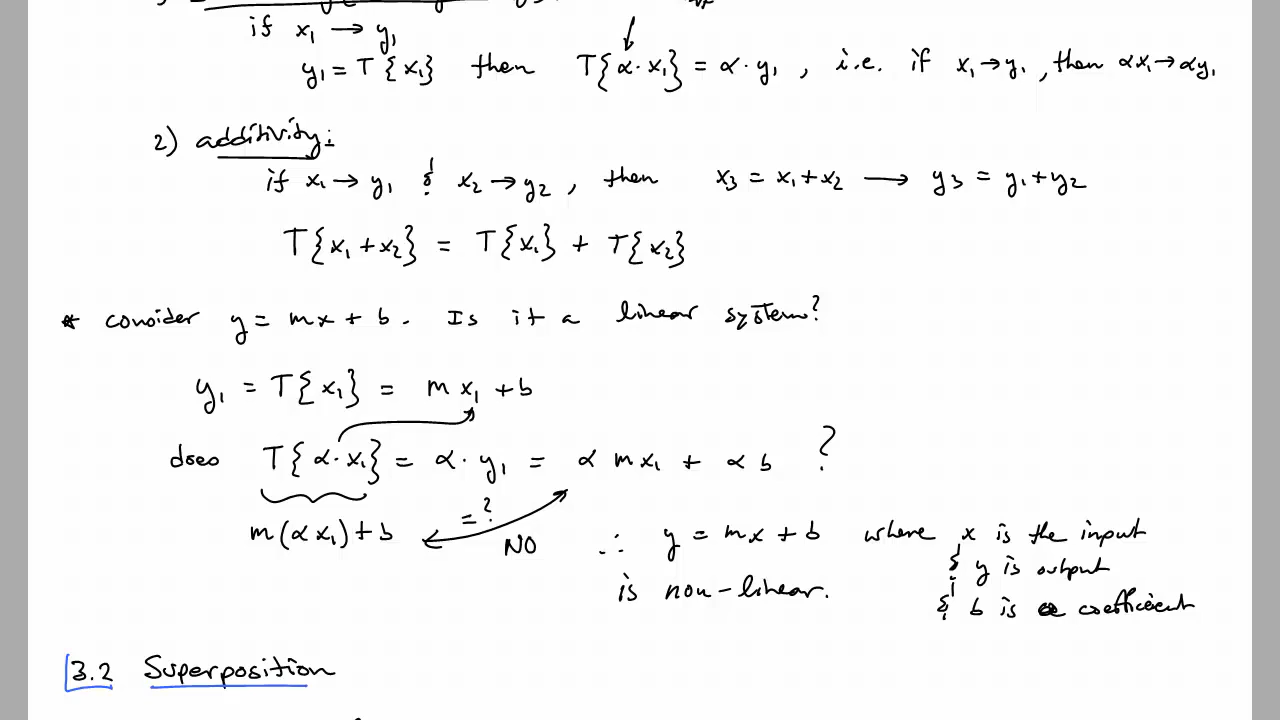 if x₁ → y₁
y₁ = T{x₁} then T{α·x₁} = α·y₁, i.e. if x₁→y₁, then αx₁→αy₁
2) additivity:
if x₁→y₁ & x₂→y₂, then x₃ = x₁+x₂ → y₃ = y₁+y₂
T{x₁+x₂} = T{x₁} + T{x₂}
* consider y = mx + b. Is it a linear system?
y₁ = T{x₁} = m x₁ + b
does T{α·x₁} = α·y₁ = α m x₁ + α b ?
m(αx₁)+b =? NO ∴ y = mx + b where x is the input
& y is output
is non-linear.
& b is a coefficient
3.2 Superposition